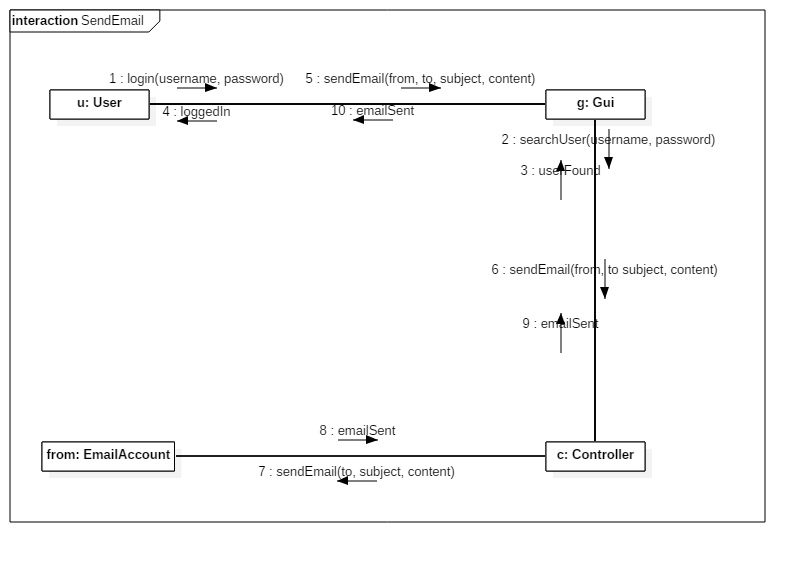 interaction SendEmail
1 : login(username, password)
5 : sendEmail(from, to, subject, content)
u: User
g: Gui
4 : loggedIn
10 : emailSent
2 : searchUser(username, password)
3 : userFound
6 : sendEmail(from, to subject, content)
9 : emailSent
8 : emailSent
from: EmailAccount
c: Controller
7 : sendEmail(to, subject, content)